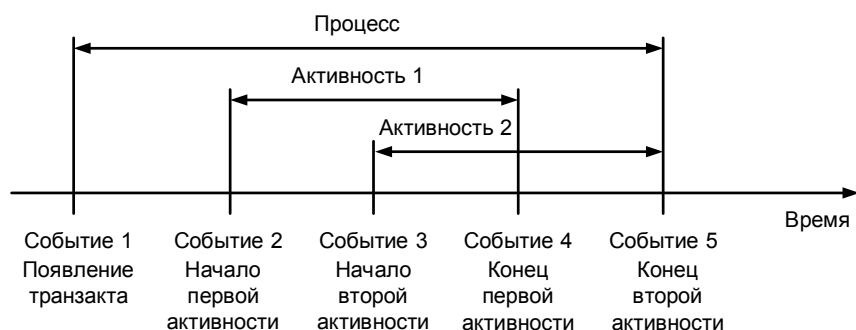 Процесс
Активность 1
Активность 2
Время
Событие 1
Появление
транзакта
Событие 2
Начало
первой
активности
Событие 3
Начало
второй
активности
Событие 4
Конец
первой
активности
Событие 5
Конец
второй
активности